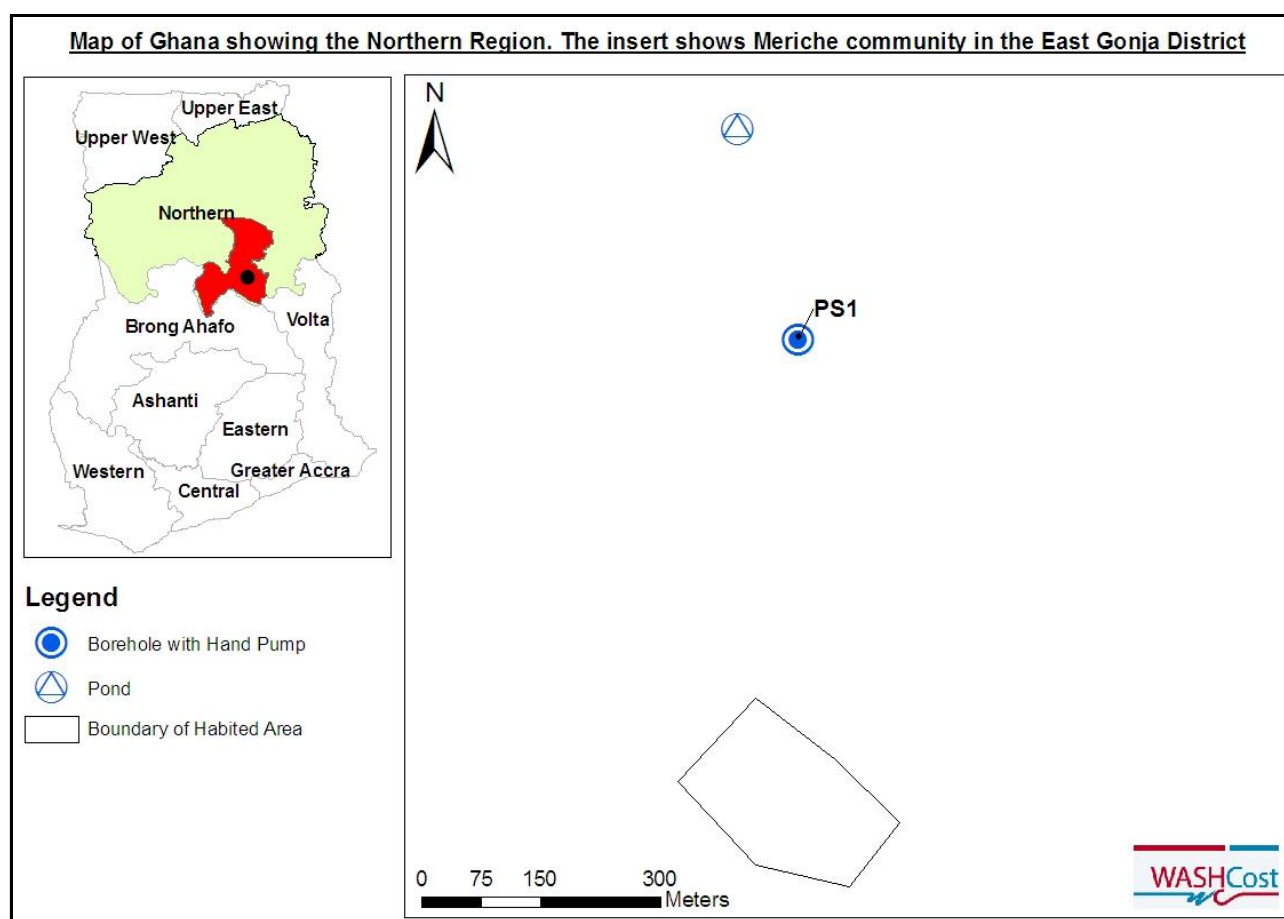 Map of Ghana showing the Northern Region. The insert shows Meriche community in the East Gonja District
Upper East
Upper West
Northern
Brong Ahafo
Volta
Ashanti
Eastern
Western
Greater Accra
Central
Legend
Borehole with Hand Pump
Pond
Boundary of Habited Area
N
PS1
0 75 150 300
Meters
WASHCost